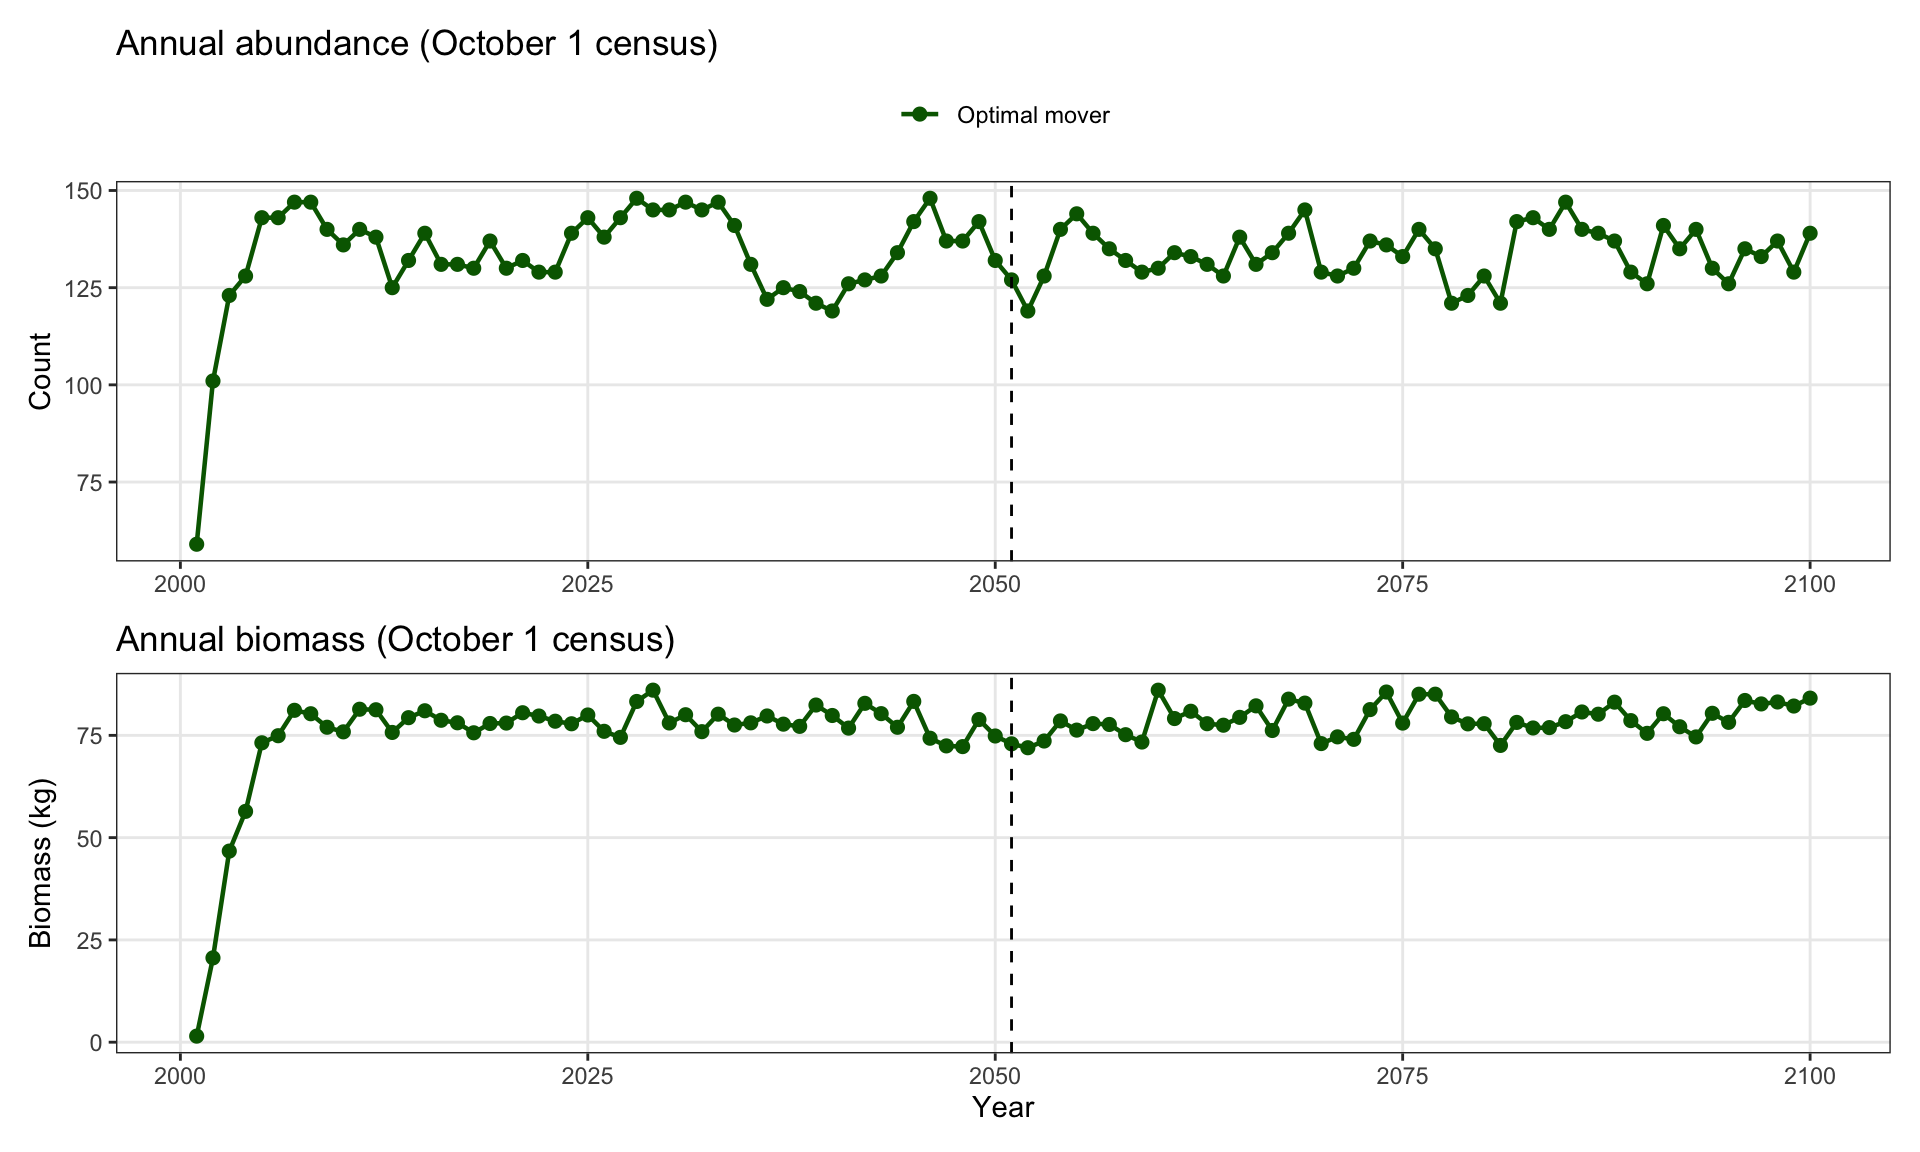 Annual abundance (October 1 census)
Optimal mover
150
125
100
75
Count
2000 2025 2050 2075 2100
Annual biomass (October 1 census)
75
50
25
0
Biomass (kg)
2000 2025 2050 2075 2100
Year